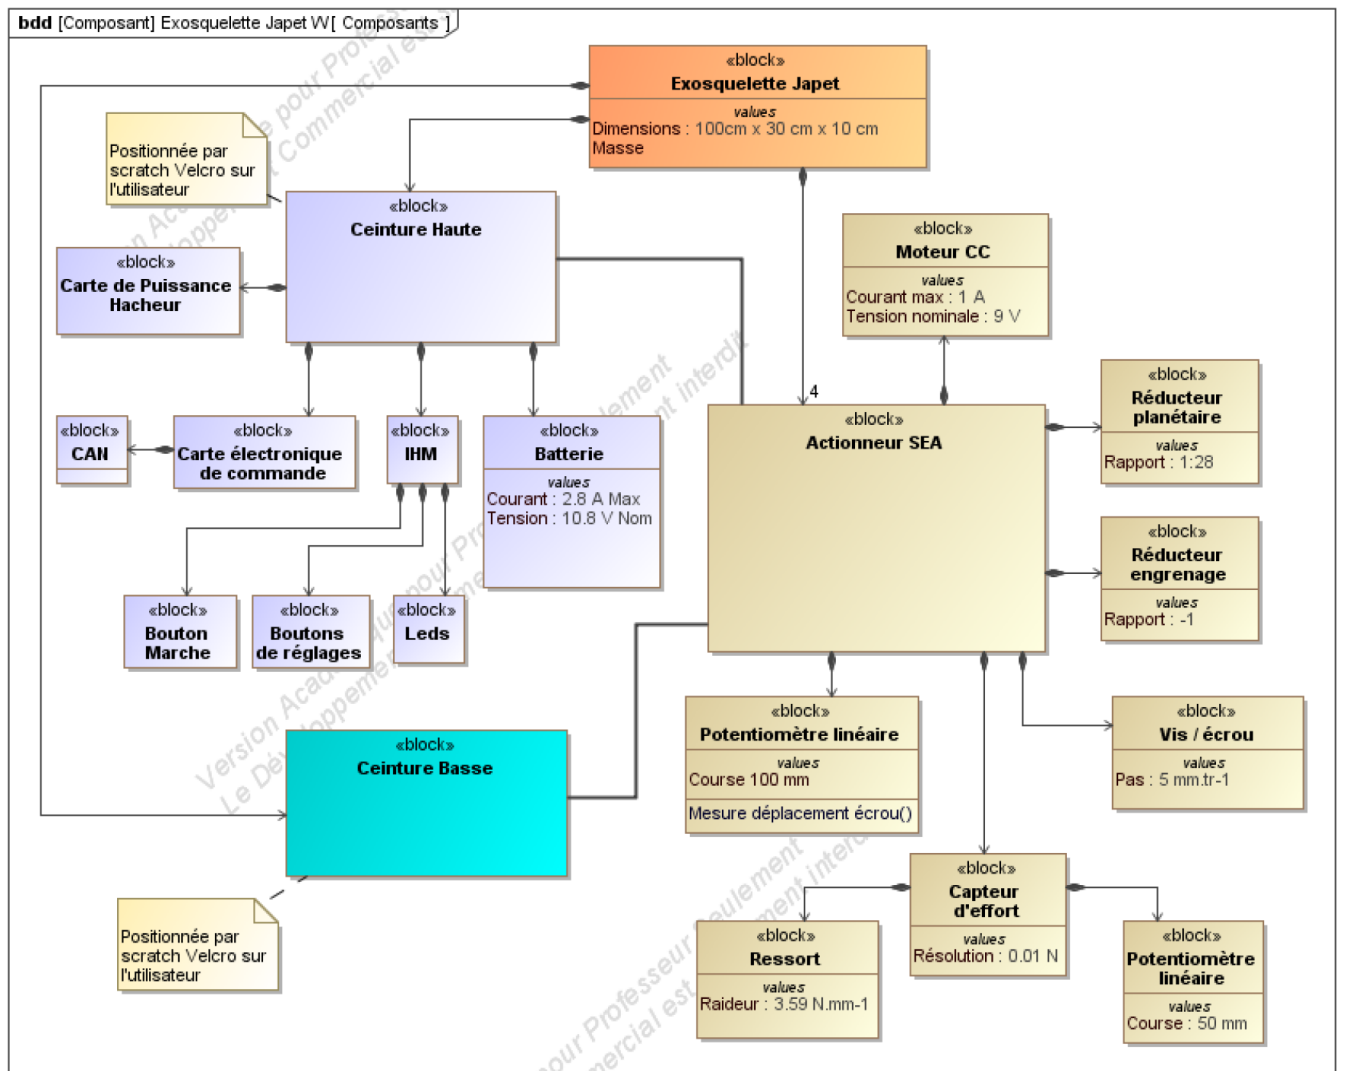 bdd [Composant] Exosquelette Japet W[ Composants ]
«block»
Exosquelette Japet
values
Dimensions : 100cm x 30 cm x 10 cm
Masse
Positionnée par
scratch Velcro sur
l'utilisateur
«block»
Ceinture Haute
«block»
Carte de Puissance
Hacheur
«block»
Moteur CC
values
Courant max : 1 A
Tension nominale : 9 V
4
«block»
Actionneur SEA
«block»
Réducteur
planétaire
values
Rapport : 1:28
«block»
CAN
«block»
Carte électronique
de commande
«block»
IHM
«block»
Batterie
values
Courant : 2.8 A Max
Tension : 10.8 V Nom
«block»
Réducteur
engrenage
values
Rapport : -1
«block»
Bouton
Marche
«block»
Boutons
de réglages
«block»
Leds
«block»
Potentiomètre linéaire
values
Course 100 mm
Mesure déplacement écrou()
«block»
Vis / écrou
values
Pas : 5 mm.tr-1
«block»
Ceinture Basse
Positionnée par
scratch Velcro sur
l'utilisateur
«block»
Capteur
d'effort
values
Résolution : 0.01 N
«block»
Ressort
values
Raideur : 3.59 N.mm-1
«block»
Potentiomètre
linéaire
values
Course : 50 mm